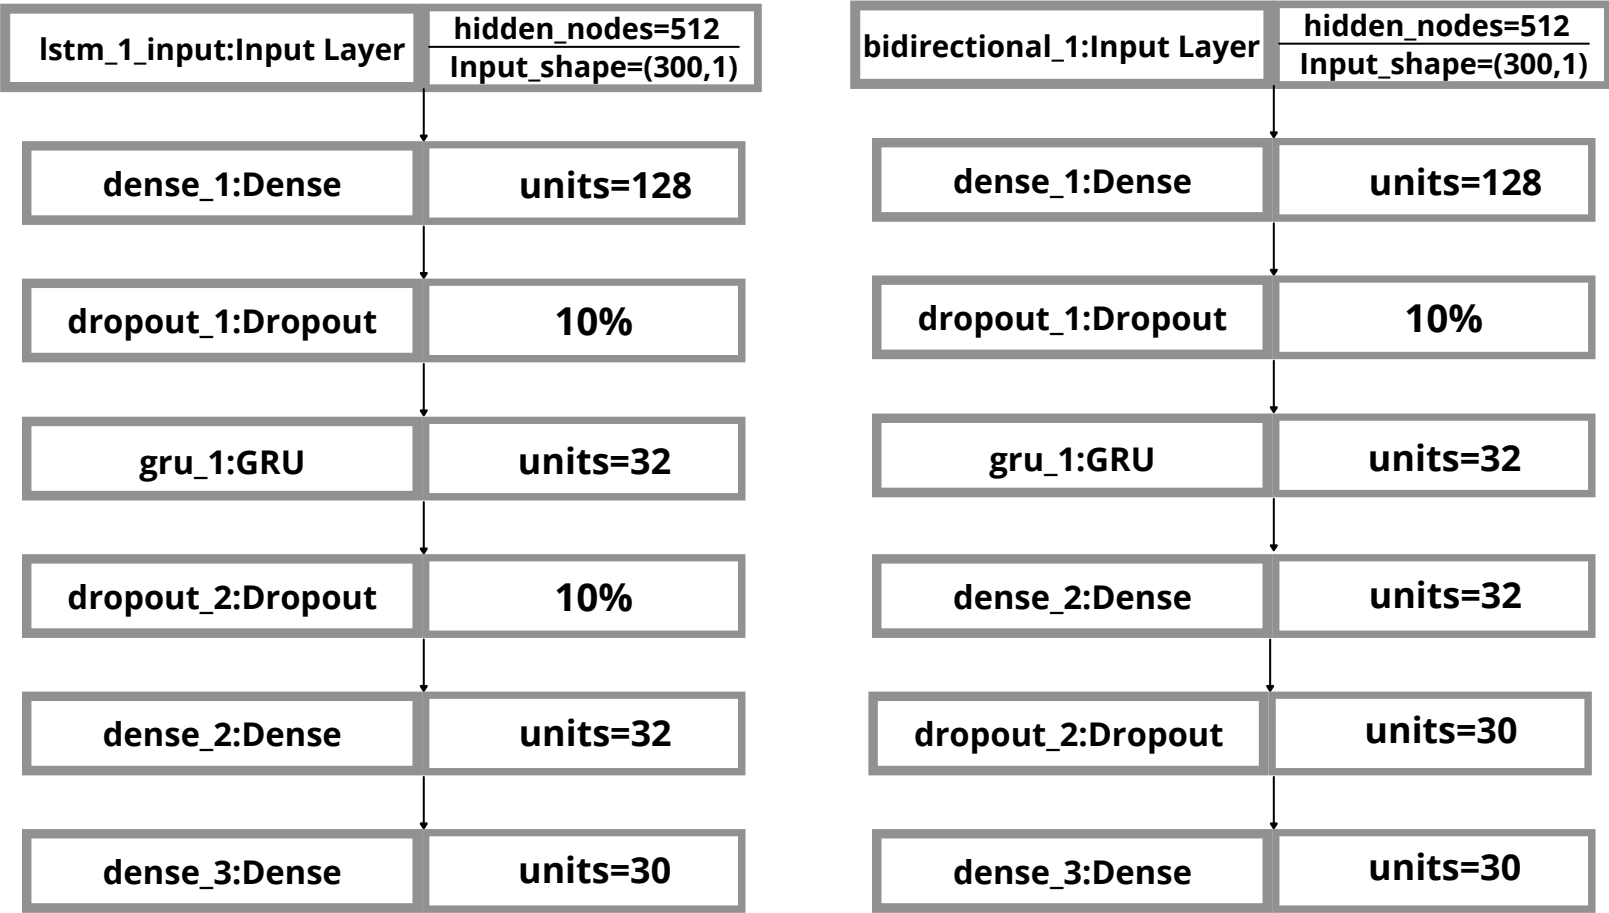 lstm_1_input:Input Layer
hidden_nodes=512
Input_shape=(300,1)
dense_1:Dense
units=128
dropout_1:Dropout
10%
gru_1:GRU
units=32
dropout_2:Dropout
10%
dense_2:Dense
units=32
dense_3:Dense
units=30
bidirectional_1:Input Layer
hidden_nodes=512
Input_shape=(300,1)
dense_1:Dense
units=128
dropout_1:Dropout
10%
gru_1:GRU
units=32
dense_2:Dense
units=32
dropout_2:Dropout
units=30
dense_3:Dense
units=30